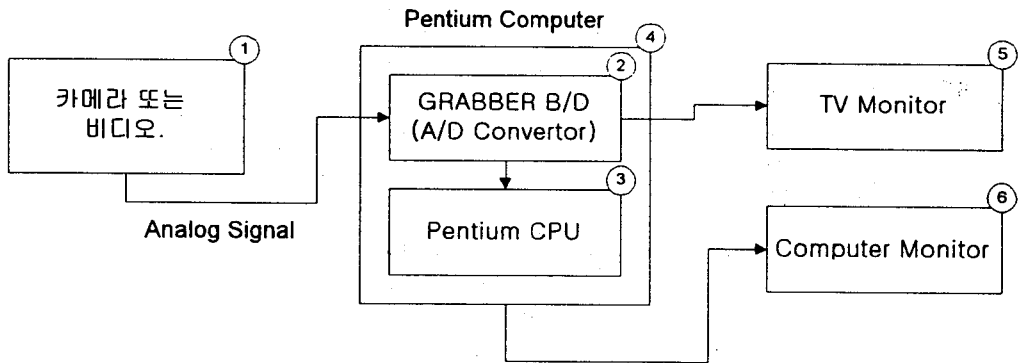 Pentium Computer
1
4
2
5
카메라 또는
비디오.
GRABBER B/D
(A/D Convertor)
TV Monitor
3
6
Analog Signal
Pentium CPU
Computer Monitor